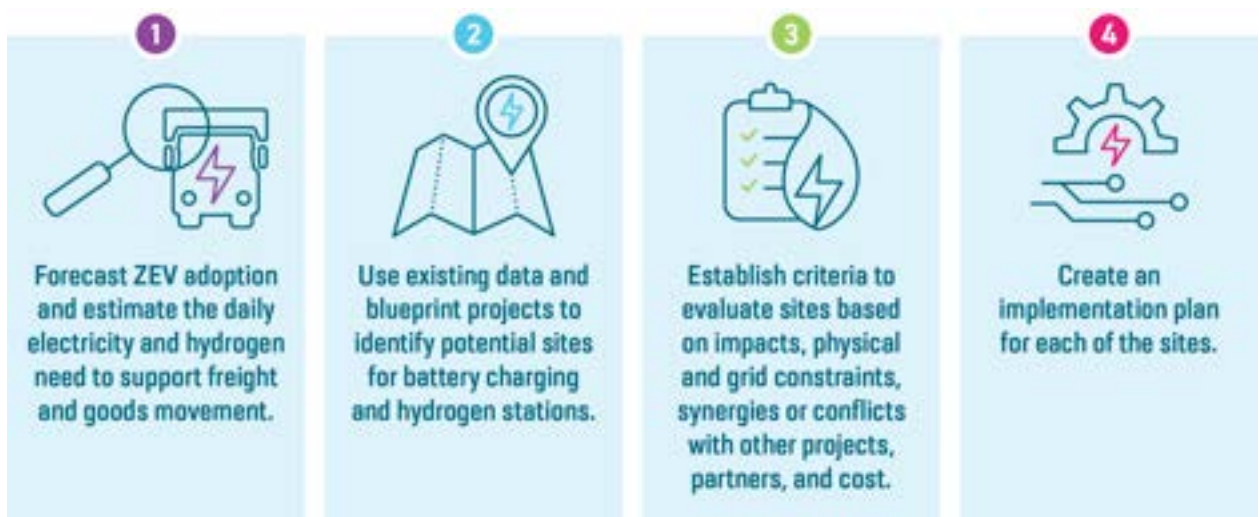 1
Forecast ZEV adoption
and estimate the daily
electricity and hydrogen
need to support freight
and goods movement.
2
Use existing data and
blueprint projects to
identify potential sites
for battery charging
and hydrogen stations.
3
Establish criteria to
evaluate sites based
on impacts, physical
and grid constraints,
synergies or conflicts
with other projects,
partners, and cost.
4
Create an
implementation plan
for each of the sites.